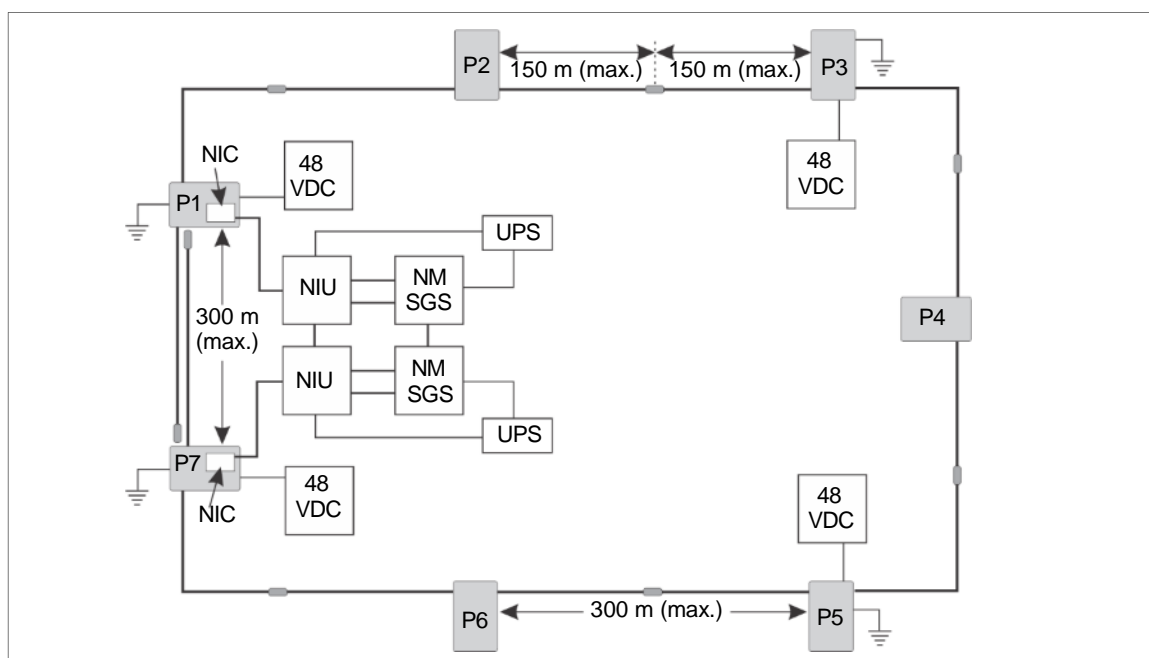 P2
150 m (max.)
150 m (max.)
P3
NIC
48
VDC
48
VDC
P1
UPS
NIU
NM
SGS
300 m
(max.)
P4
NIU
NM
SGS
UPS
P7
NIC
48
VDC
48
VDC
P6
300 m (max.)
P5